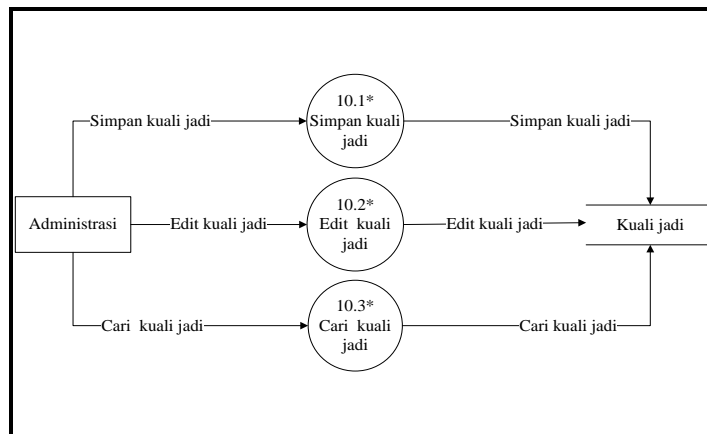 10.1*
Simpan kuali jadi
Simpan kuali
jadi
Simpan kuali jadi
Administrasi
Edit kuali jadi
10.2*
Edit kuali
jadi
Edit kuali jadi
Kuali jadi
10.3*
Cari kuali jadi
Cari kuali
jadi
Cari kuali jadi